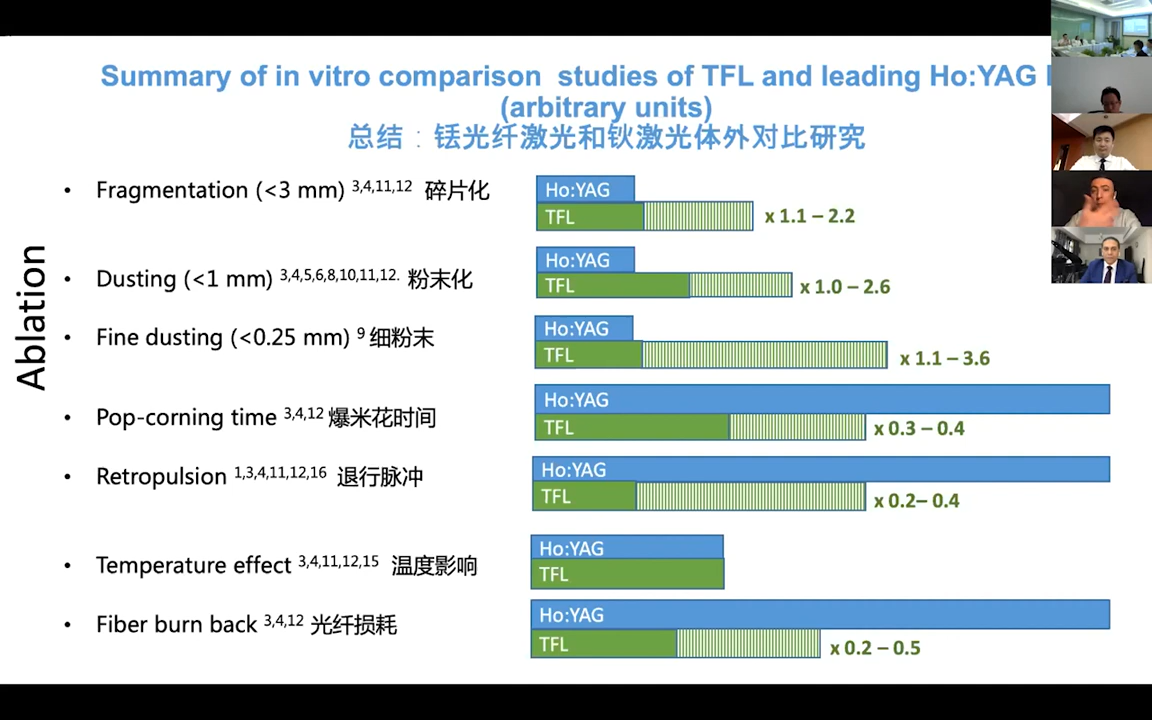 Summary of in vitro comparison studies of TFL and leading Ho:YAG
(arbitrary units)
总结：铥光纤激光和钬激光体外对比研究
Ablation
• Fragmentation (<3 mm) 3,4,11,12 碎片化
Ho:YAG
TFL
x 1.1 – 2.2
• Dusting (<1 mm) 3,4,5,6,8,10,11,12. 粉末化
Ho:YAG
TFL
x 1.0 – 2.6
• Fine dusting (<0.25 mm) 9 细粉末
Ho:YAG
TFL
x 1.1 – 3.6
• Pop-corning time 3,4,12 爆米花时间
Ho:YAG
TFL
x 0.3 – 0.4
• Retropulsion 1,3,4,11,12,16 退行脉冲
Ho:YAG
TFL
x 0.2– 0.4
• Temperature effect 3,4,11,12,15 温度影响
Ho:YAG
TFL
• Fiber burn back 3,4,12 光纤损耗
Ho:YAG
TFL
x 0.2 – 0.5